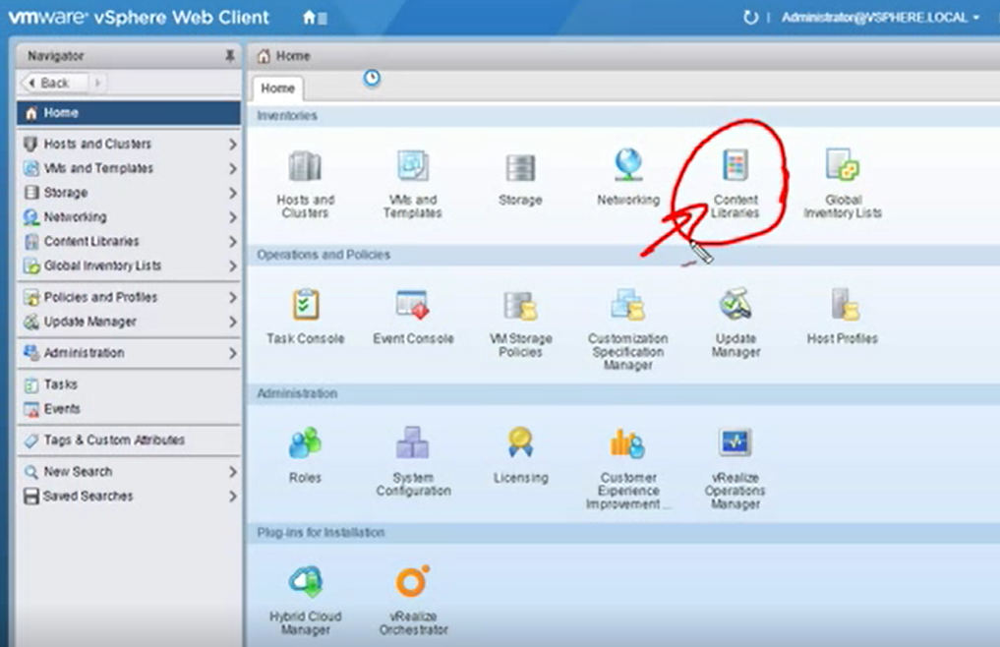 vmware® vSphere Web Client
Administrator@VSPHERE.LOCAL
Navigator
Back
Home
Hosts and Clusters
VMs and Templates
Storage
Networking
Content Libraries
Global Inventory Lists
Policies and Profiles
Update Manager
Administration
Tasks
Events
Tags & Custom Attributes
New Search
Saved Searches
Home
Home
Inventories
Hosts and
Clusters
VMs and
Templates
Storage
Networking
Content
Libraries
Global
Inventory Lists
Operations and Policies
Task Console
Event Console
VM Storage
Policies
Customization
Specification
Manager
Update
Manager
Host Profiles
Administration
Roles
System
Configuration
Licensing
Customer
Experience
Improvement ...
vRealize
Operations
Manager
Plug-ins for Installation
Hybrid Cloud
Manager
vRealize
Orchestrator